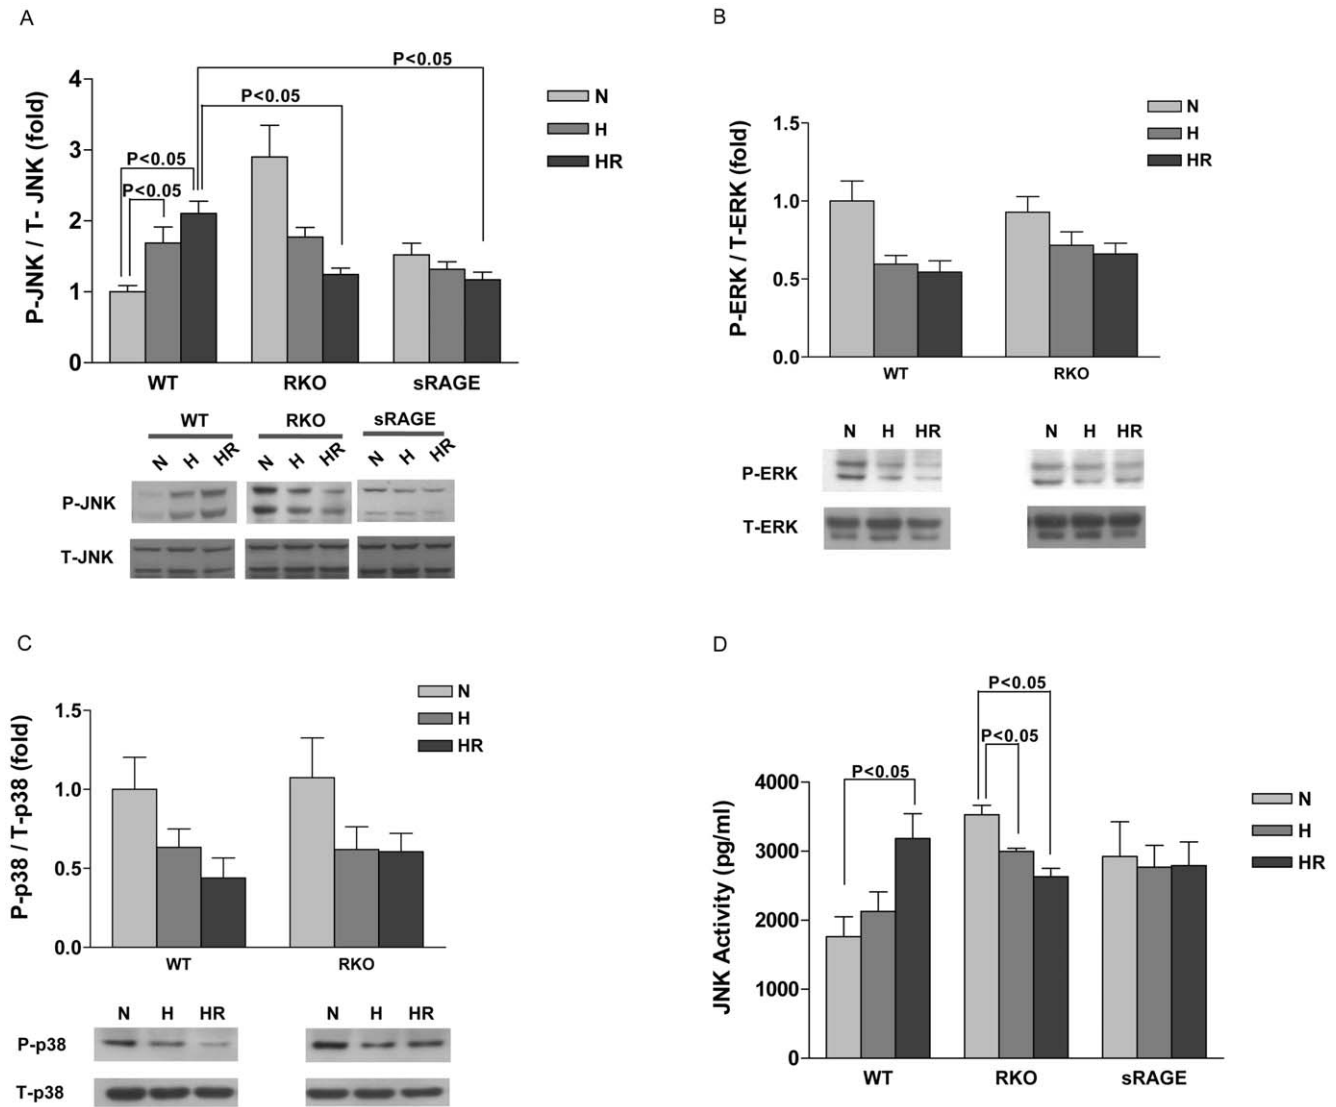 A
P-JNK / T- JNK (fold)
4
3
2
1
0
P<0.05
P<0.05
P<0.05
P<0.05
N
H
HR
WT RKO sRAGE
WT RKO sRAGE
N H HR N H HR N H HR
P-JNK
T-JNK
B
P-ERK / T-ERK (fold)
1.5
1.0
0.5
0.0
N
H
HR
WT RKO
N H HR N H HR
P-ERK
T-ERK
C
P-p38 / T-p38 (fold)
1.5
1.0
0.5
0.0
N
H
HR
WT RKO
N H HR N H HR
P-p38
T-p38
D
JNK Activity (pg/ml)
4000
3000
2000
1000
0
P<0.05
P<0.05
P<0.05
N
H
HR
WT RKO sRAGE